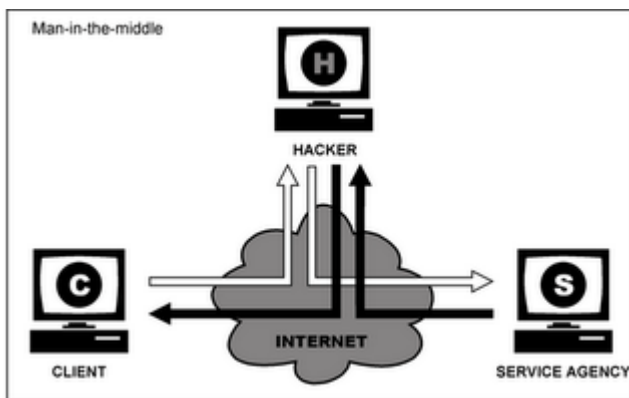 Man-in-the-middle
H
HACKER
C
S
INTERNET
CLIENT
SERVICE AGENCY